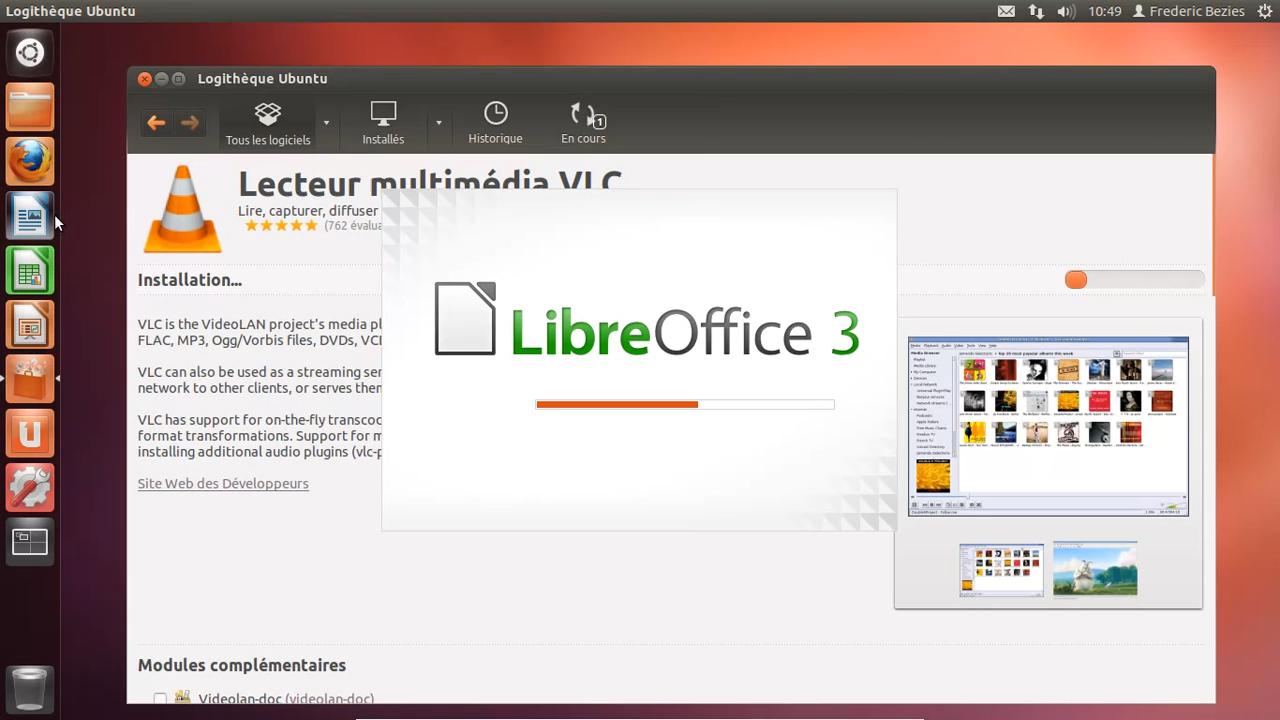 Logithèque Ubuntu
10:49 Frederic Bezies
Logithèque Ubuntu
Tous les logiciels
Installés
Historique
En cours
1
Lecteur multimédia VLC
Lire, capturer, diffuser
(762 évalua
Installation...
VLC is the VideoLAN project's media pl
FLAC, MP3, Ogg/Vorbis files, DVDs, VCD
VLC can also be used as a streaming ser
network to other clients, or serves them
VLC has support for on-the-fly transcod
format transformations. Support for m
installing additional audio plugins (vlc-p
Site Web des Développeurs
LibreOffice 3
Modules complémentaires
Videolan-doc (videolan-doc)